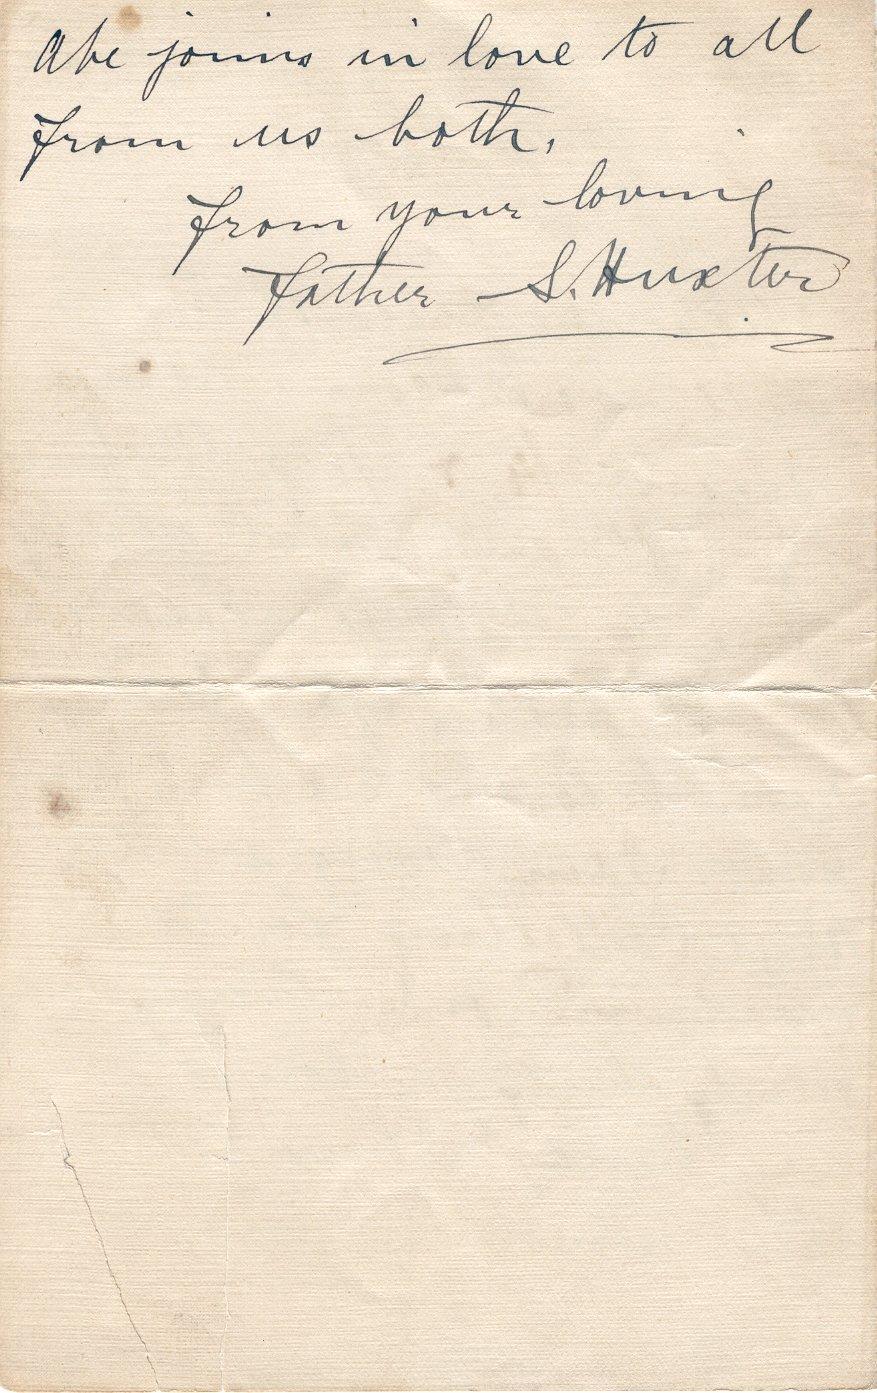 Abe joins in love to all
from us both.
from your loving
father S. Huxter